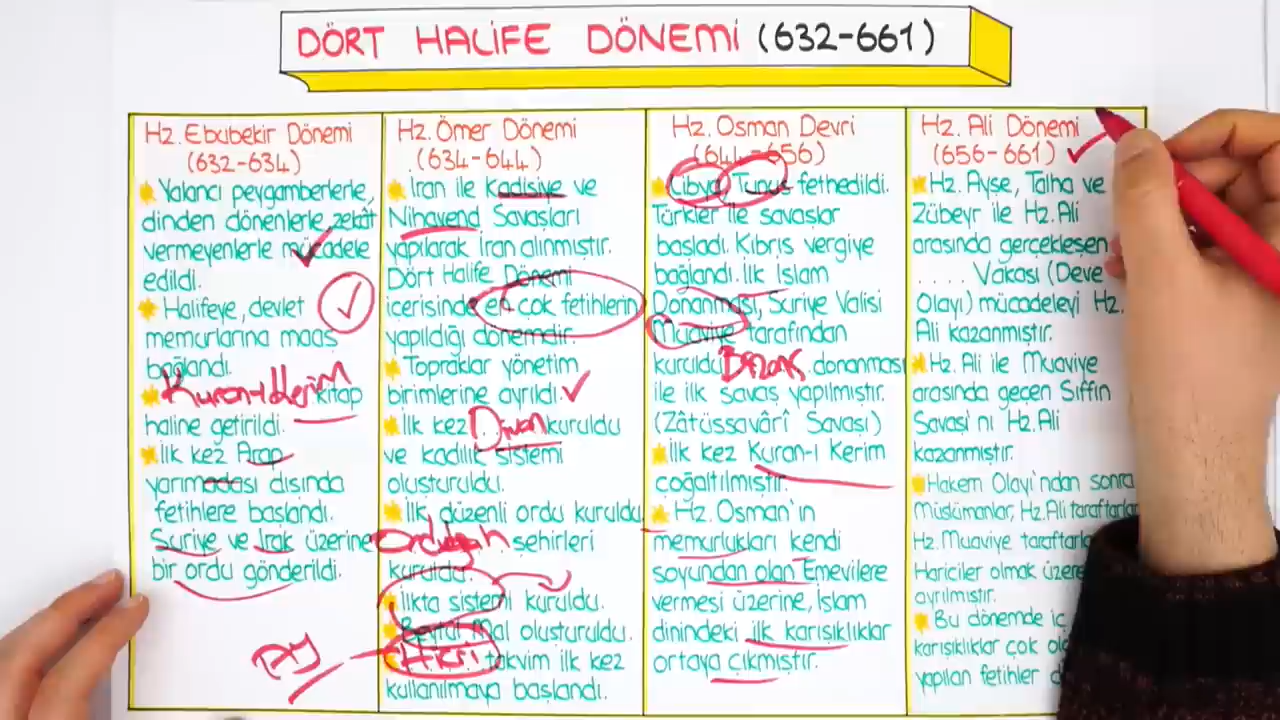 DÖRT HALİFE DÖNEMİ (632-661)
Hz. Ebubekir Dönemi
(632-634)
Yalancı peygamberlerle,
dinden dönenlerle, zekât
vermeyenlerle mücadele
edildi.
Halifeye, devlet
memurlarına maaş
bağlandı.
Kuran-ı Kerim kitap
haline getirildi.
İlk kez Arap
yarımadası dışında
fetihlere başlandı.
Suriye ve Irak üzerine
bir ordu gönderildi.
Hz. Ömer Dönemi
(634-644)
İran ile Kadisiye ve
Nihavend Savaşları
yapılarak İran alınmıştır.
Dört Halife Dönemi
içerisinde en çok fetihlerin
yapıldığı dönemdir.
Topraklar yönetim
birimlerine ayrıldı.
İlk kez Divan kuruldu
ve kadılık sistemi
oluşturuldu.
İlk düzenli ordu kuruldu
Ordugah şehirleri
kuruldu.
İlkta sistemi kuruldu.
Beytül Mal oluşturuldu.
Hicri takvim ilk kez
kullanılmaya başlandı.
Hz. Osman Devri
(644-656)
Libya Tunus fethedildi.
Türkler ile savaşlar
başladı. Kıbrıs vergiye
bağlandı. İlk İslam
Donanması, Suriye Valisi
Muaviye tarafından
kuruldu Bizans donanması
ile ilk savaş yapılmıştır.
(Zâtüssavârî Savaşı)
İlk kez Kuran-ı Kerim
çoğaltılmıştır.
Hz. Osman'ın
memurlukları kendi
soyundan olan Emevilere
vermesi üzerine, İslam
dinindeki ilk karışıklıklar
ortaya çıkmıştır.
Hz. Ali Dönemi
(656-661)
Hz. Ayşe, Talha ve
Zübeyr ile Hz. Ali
arasında gerçekleşen
..... Vakası (Deve
Olayı) mücadeleyi Hz.
Ali kazanmıştır.
Hz. Ali ile Muaviye
arasında geçen Sıffin
Savaşı'nı Hz. Ali
kazanmıştır.
Hakem Olayı'ndan sonra
Müslümanlar, Hz. Ali
Hz. Muaviye
Hariciler olmak
ayrılmıştır.
Bu dönemde iç
karışıklıklar çok
yapılan fetihler